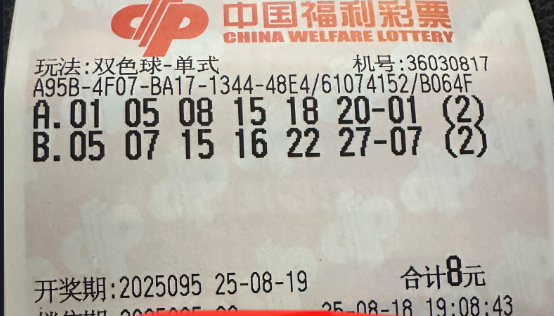 中国福利彩票
CHINA WELFARE LOTTERY
玩法:双色球-单式 机号:36030817
A95B-4F07-BA17-1344-48E4/61074152/B064F
A.01 05 08 15 18 20-01 (2)
B.05 07 15 16 22 27-07 (2)
开奖期:2025095 25-08-19 合计8元
25-08-18 19:08:43